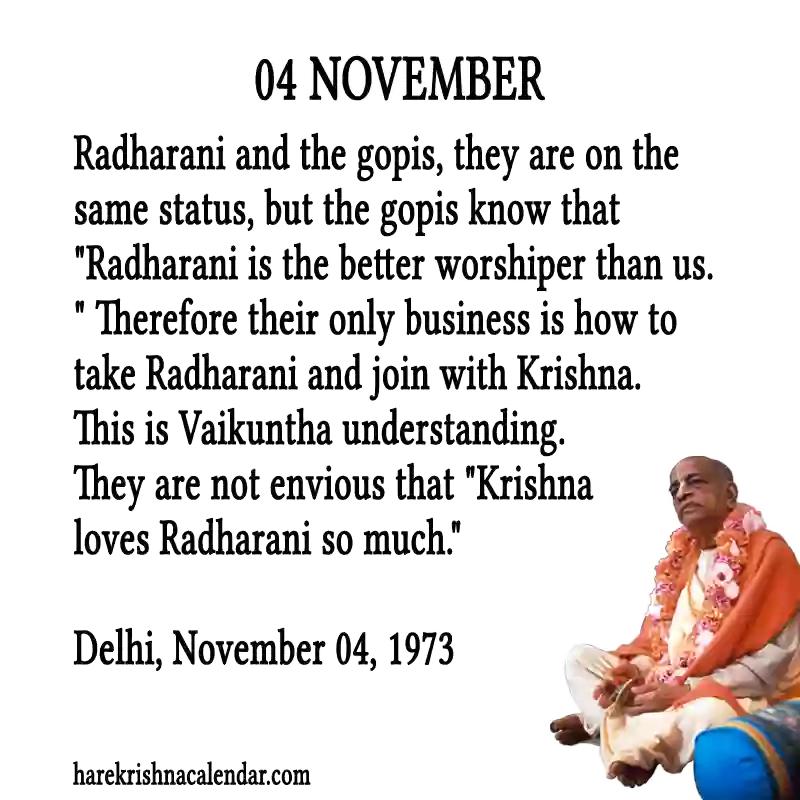 04 NOVEMBER
Radharani and the gopis, they are on the
same status, but the gopis know that
"Radharani is the better worshiper than us.
" Therefore their only business is how to
take Radharani and join with Krishna.
This is Vaikuntha understanding.
They are not envious that "Krishna
loves Radharani so much."
Delhi, November 04, 1973
harekrishnacalendar.com